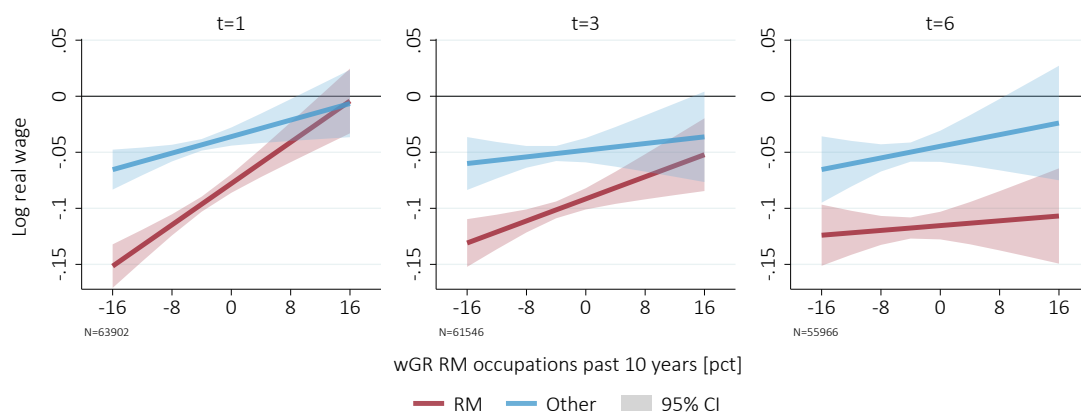 t=1
t=3
t=6
Log real wage
.05
0
-.05
-.1
-.15
.05
0
-.05
-.1
-.15
.05
0
-.05
-.1
-.15
-16 -8 0 8 16
-16 -8 0 8 16
-16 -8 0 8 16
N=63902
N=61546
N=55966
wGR RM occupations past 10 years [pct]
RM Other 95% CI